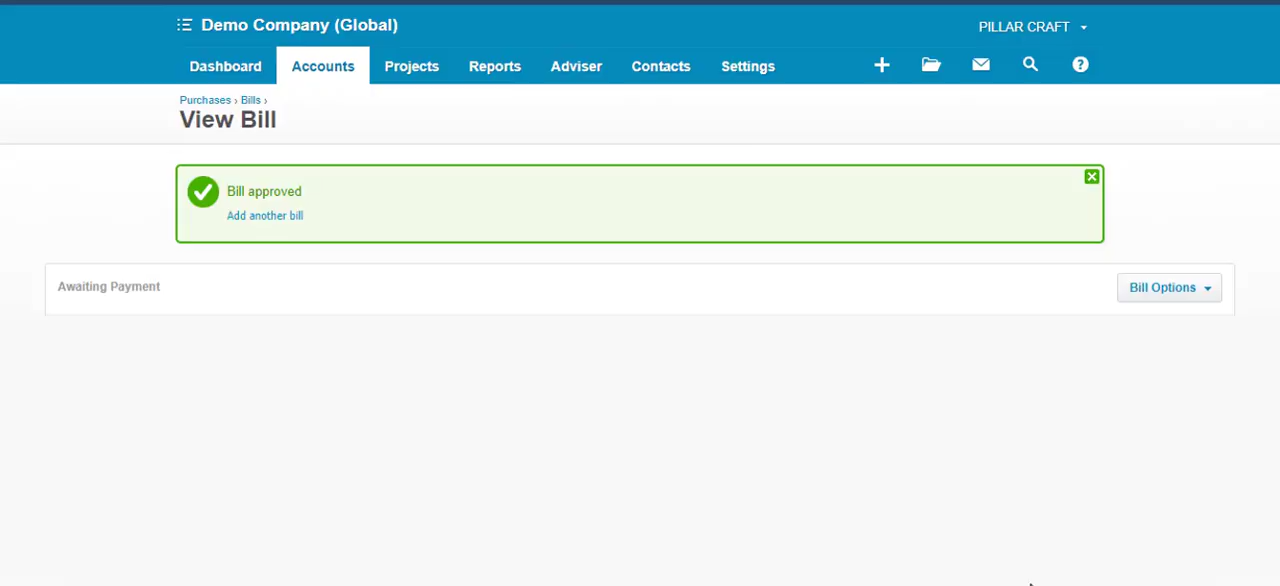 Demo Company (Global)
PILLAR CRAFT
Dashboard Accounts Projects Reports Adviser Contacts Settings
Purchases › Bills ›
View Bill
Bill approved
Add another bill
Awaiting Payment
Bill Options